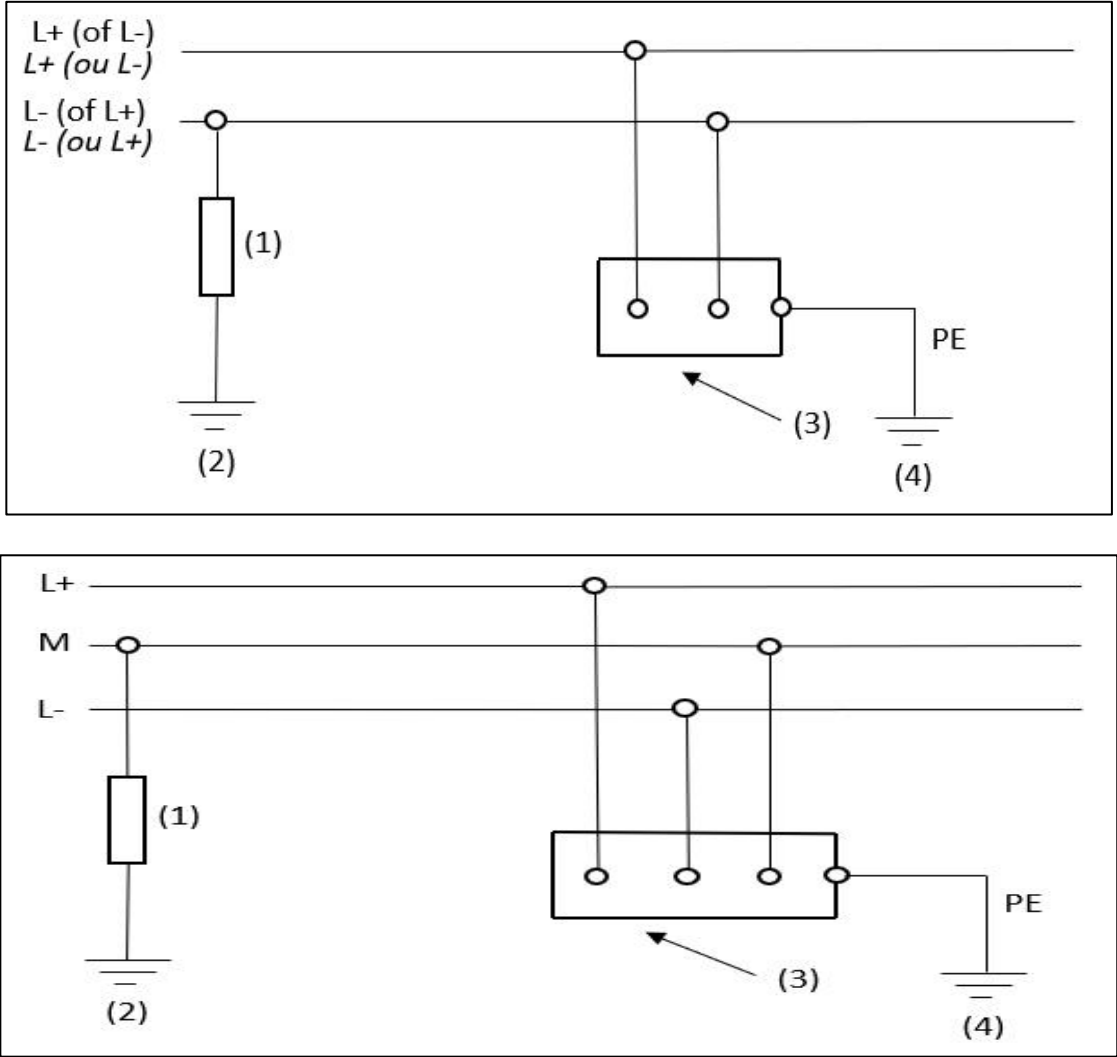 L+ (of L-)
L+ (ou L-)
L- (of L+)
L- (ou L+)
(1)
PE
(3)
(2)
(4)
L+
M
L-
(1)
PE
(3)
(2)
(4)